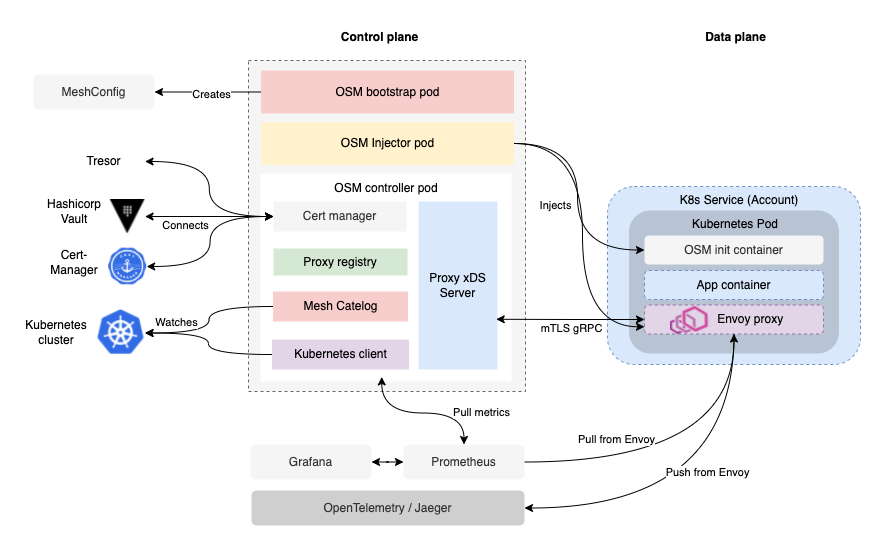 Control plane
Data plane
MeshConfig
Creates
OSM bootstrap pod
OSM Injector pod
OSM controller pod
Tresor
Hashicorp
Vault
Connects
Cert-
Manager
CERT
MANAGER
Kubernetes
cluster
Watches
Cert manager
Proxy registry
Mesh Catelog
Kubernetes client
Proxy xDS
Server
Injects
mTLS gRPC
K8s Service (Account)
Kubernetes Pod
OSM init container
App container
Envoy proxy
Pull metrics
Grafana
Prometheus
Pull from Envoy
Push from Envoy
OpenTelemetry / Jaeger